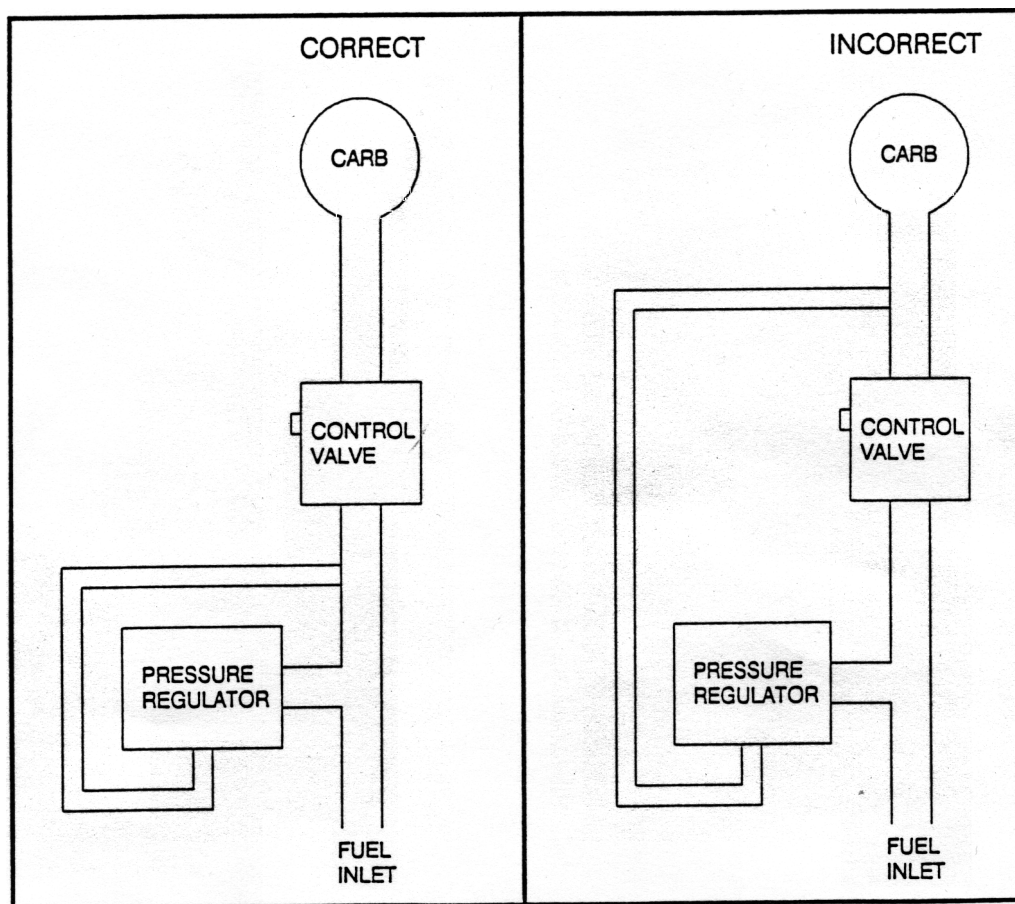 CORRECT
CARB
CONTROL
VALVE
PRESSURE
REGULATOR
FUEL
INLET
INCORRECT
CARB
CONTROL
VALVE
PRESSURE
REGULATOR
FUEL
INLET